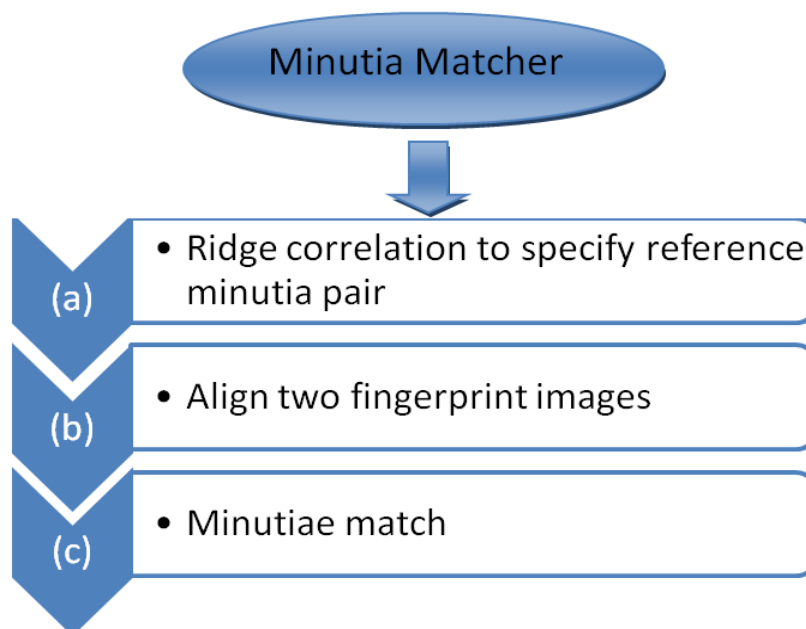 Minutia Matcher
(a)
• Ridge correlation to specify reference
minutia pair
(b)
• Align two fingerprint images
(c)
• Minutiae match